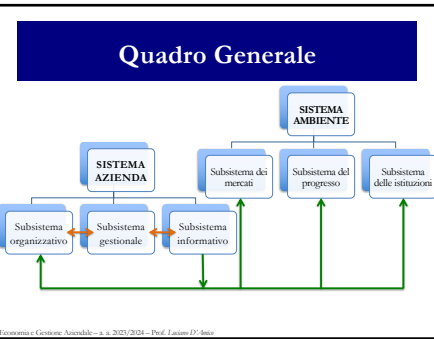 Quadro Generale
SISTEMA
AMBIENTE
SISTEMA
AZIENDA
Subsistema dei
mercati
Subsistema del
progresso
Subsistema
delle istituzioni
Subsistema
organizzativo
Subsistema
gestionale
Subsistema
informativo
Economia e Gestione Aziendale – a. a. 2023/2024 – Prof. Luciano D'Amico